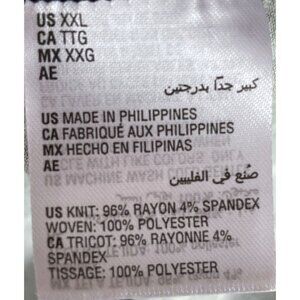 US XXL
CA TTG
MX XXG
AE
كبير جداً بدرجتين
US MADE IN PHILIPPINES
CA FABRIQUÉ AUX PHILIPPINES
MX HECHO EN FILIPINAS
AE
صُنع في الفلبين
US KNIT: 96% RAYON 4% SPANDEX
WOVEN: 100% POLYESTER
CA TRICOT: 96% RAYONNE 4%
SPANDEX
TISSAGE: 100% POLYESTER